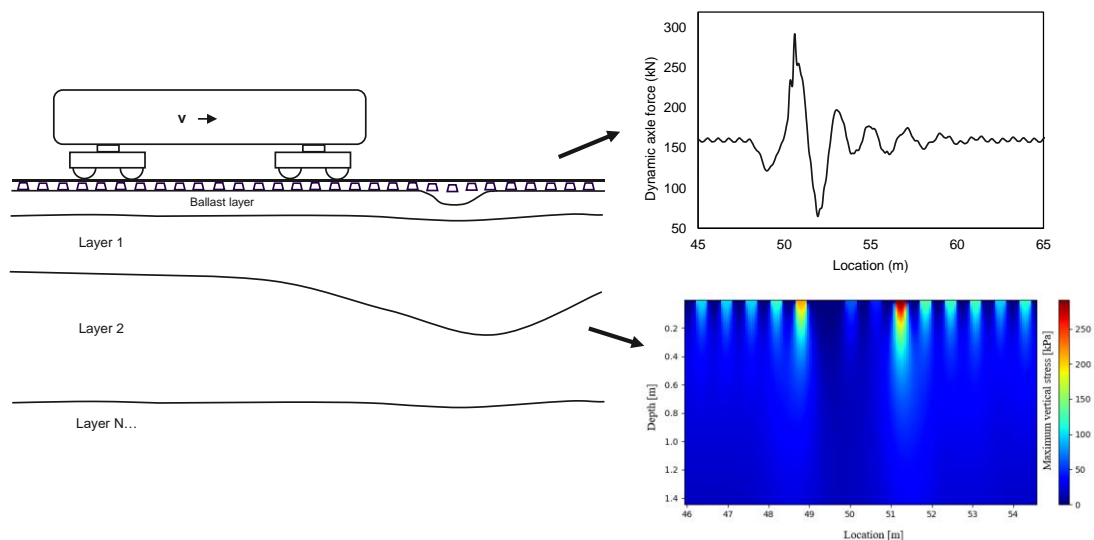 v
Ballast layer
Layer 1
Layer 2
Layer N…
Dynamic axle force (kN)
300
250
200
150
100
50
45 50 55 60 65
Location (m)
Depth [m]
0.2
0.4
0.6
0.8
1.0
1.2
1.4
46 47 48 49 50 51 52 53 54
Location [m]
Maximum vertical stress [kPa]
250
200
150
100
50
0